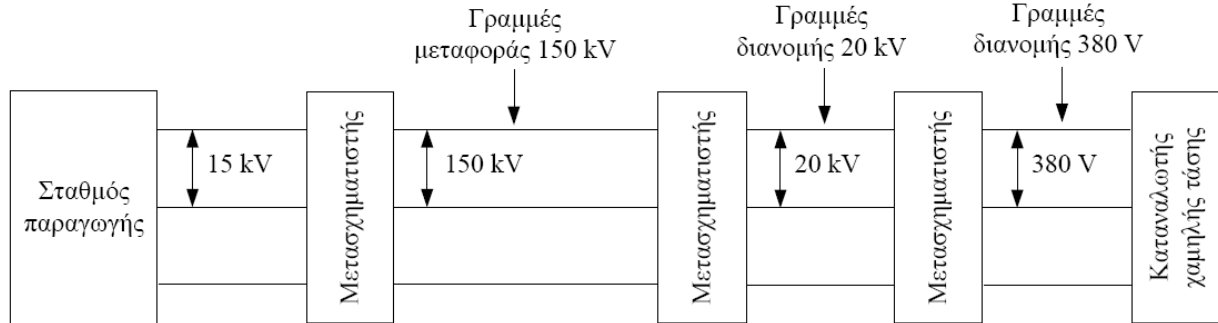 Γραμμές
μεταφοράς 150 kV
Γραμμές
διανομής 20 kV
Γραμμές
διανομής 380 V
Σταθμός
παραγωγής
15 kV
Μετασχηματιστής
150 kV
Μετασχηματιστής
20 kV
Μετασχηματιστής
380 V
Καταναλωτής
χαμηλής τάσης